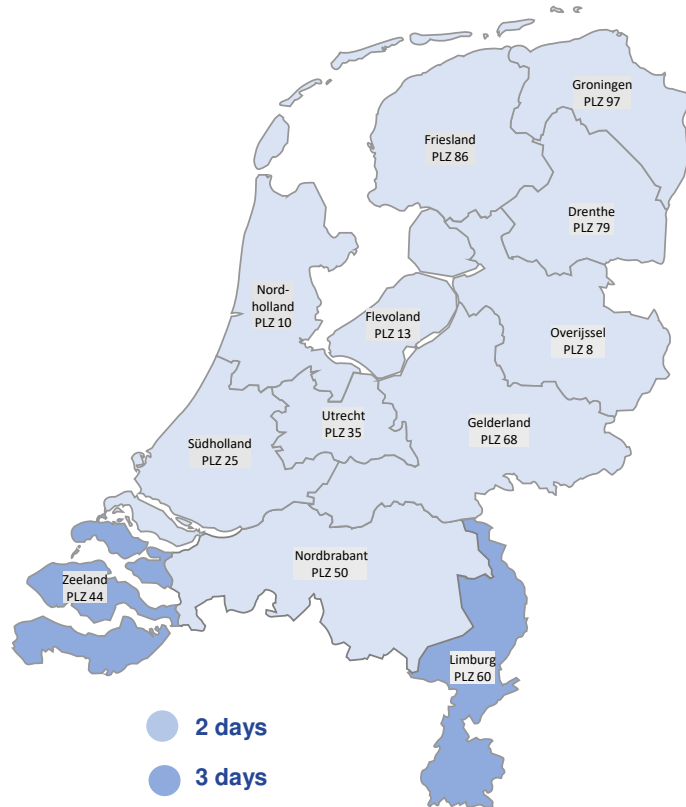 Groningen
PLZ 97
Friesland
PLZ 86
Drenthe
PLZ 79
Nord-
holland
PLZ 10
Flevoland
PLZ 13
Overijssel
PLZ 8
Utrecht
PLZ 35
Gelderland
PLZ 68
Südholland
PLZ 25
Nordbrabant
PLZ 50
Zeeland
PLZ 44
Limburg
PLZ 60
2 days
3 days